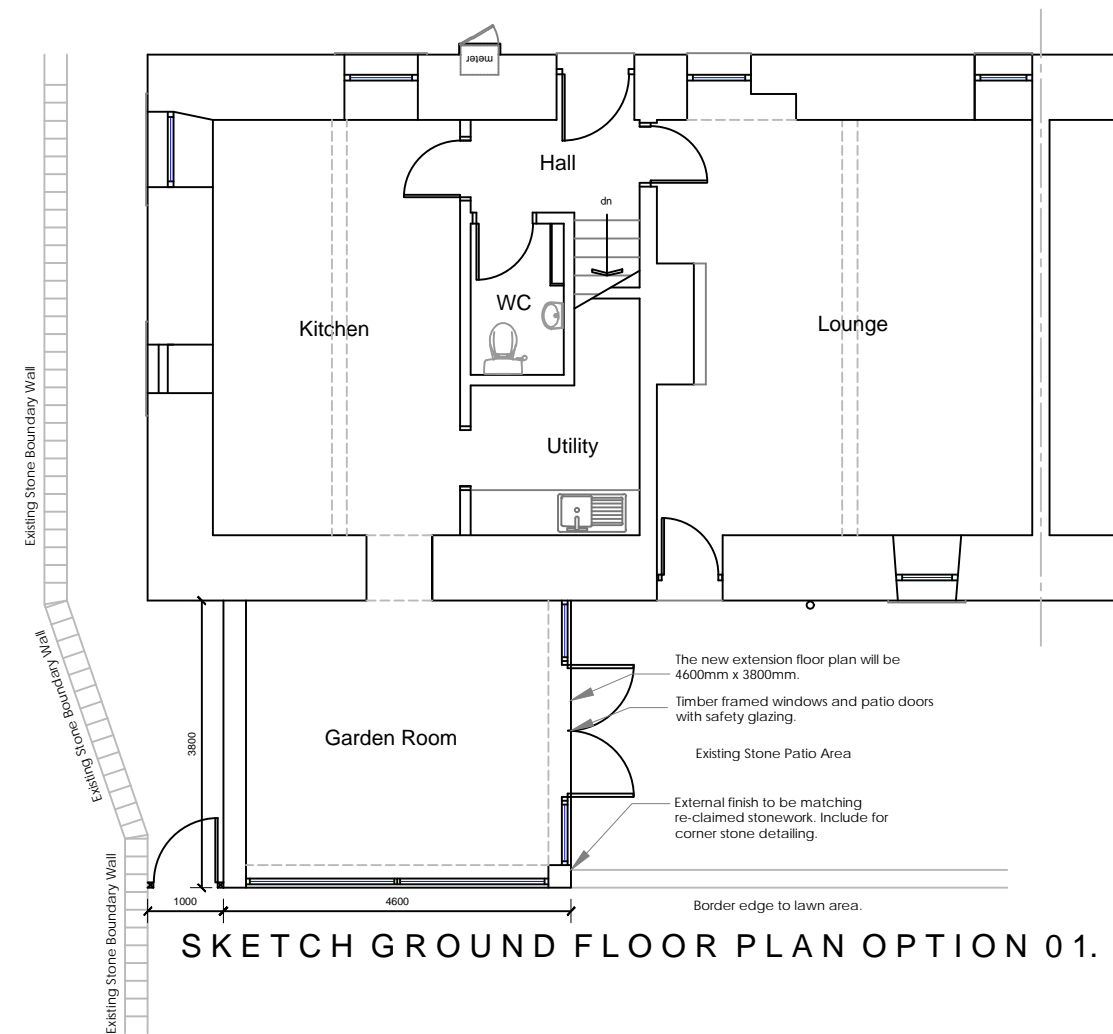 meter
Hall
dn
WC
Kitchen
Lounge
Utility
Existing Stone Boundary Wall
Existing Stone Boundary Wall
Existing Stone Boundary Wall
3800
Garden Room
The new extension floor plan will be
4600mm x 3800mm.
Timber framed windows and patio doors
with safety glazing.
Existing Stone Patio Area
External finish to be matching
re-claimed stonework. Include for
corner stone detailing.
1000
4600
Border edge to lawn area.
SKETCH GROUND FLOOR PLAN OPTION 01.